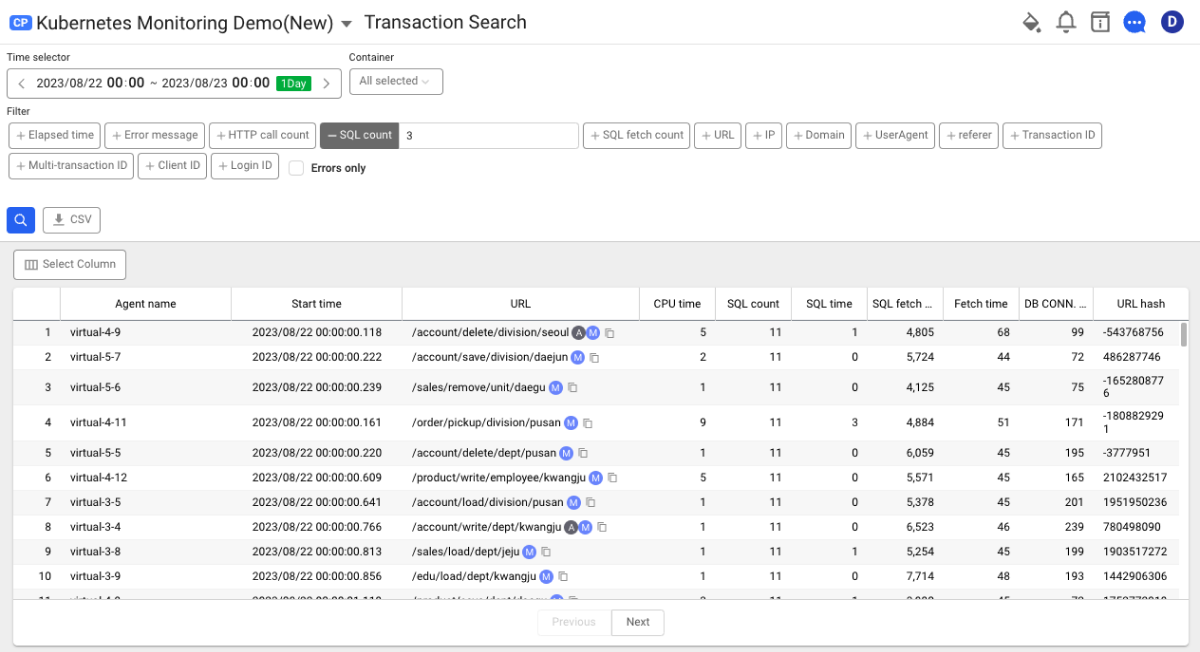 CP Kubernetes Monitoring Demo(New) Transaction Search D
Time selector Container
2023/08/22 00:00 ~ 2023/08/23 00:00 1Day All selected
Filter
+ Elapsed time + Error message + HTTP call count − SQL count 3 + SQL fetch count + URL + IP + Domain + UserAgent + referer + Transaction ID
+ Multi-transaction ID + Client ID + Login ID Errors only
CSV
Select Column
Agent name Start time URL CPU time SQL count SQL time SQL fetch ... Fetch time DB CONN. ... URL hash
1 virtual-4-9 2023/08/22 00:00:00.118 /account/delete/division/seoul A M 5 11 1 4,805 68 99 -543768756
2 virtual-5-7 2023/08/22 00:00:00.222 /account/save/division/daejun M 2 11 0 5,724 44 72 486287746
3 virtual-5-6 2023/08/22 00:00:00.239 /sales/remove/unit/daegu M 1 11 0 4,125 45 75 -165280877
6
4 virtual-4-11 2023/08/22 00:00:00.161 /order/pickup/division/pusan M 9 11 3 4,884 51 171 -180882929
1
5 virtual-5-5 2023/08/22 00:00:00.220 /account/delete/dept/pusan M 1 11 0 6,059 45 195 -3777951
6 virtual-4-12 2023/08/22 00:00:00.609 /product/write/employee/kwangju M 5 11 0 5,571 45 165 2102432517
7 virtual-3-5 2023/08/22 00:00:00.641 /account/load/division/pusan M 1 11 0 5,378 45 201 1951950236
8 virtual-3-4 2023/08/22 00:00:00.766 /account/write/dept/kwangju A M 1 11 0 6,523 46 239 780498090
9 virtual-3-8 2023/08/22 00:00:00.813 /sales/load/dept/jeju M 1 11 1 5,254 45 199 1903517272
10 virtual-3-9 2023/08/22 00:00:00.856 /edu/load/dept/kwangju M 1 11 0 7,714 48 193 1442906306
Previous Next